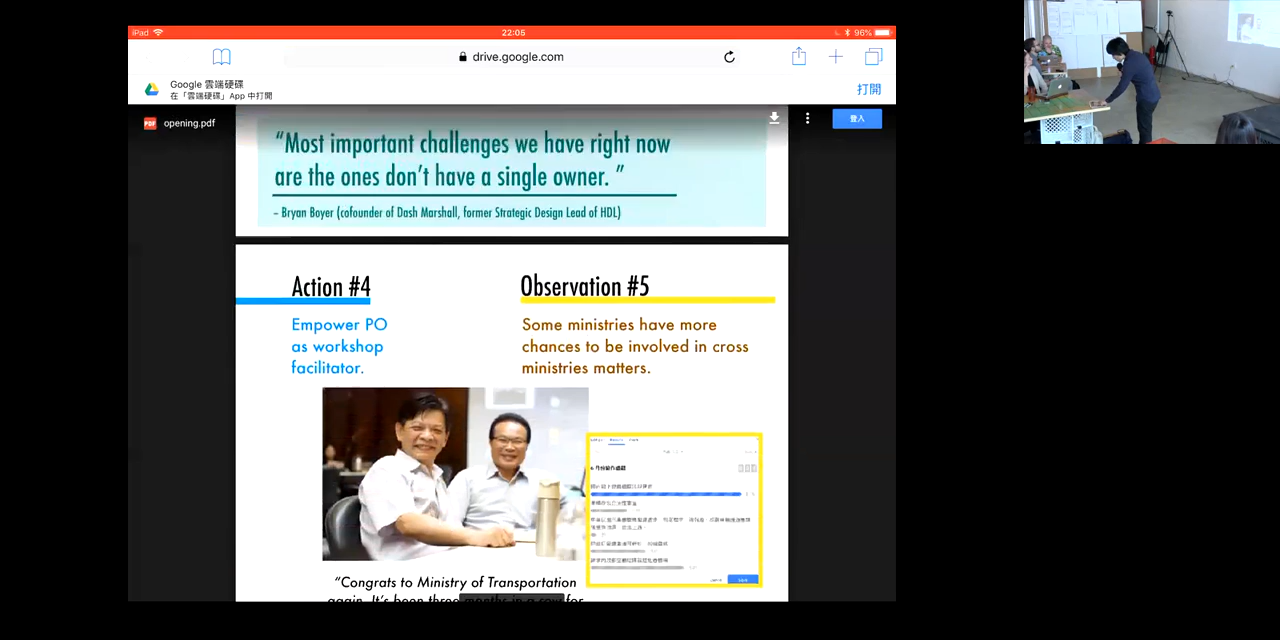 iPad
22:05
96%
drive.google.com
Google 雲端硬碟
在「雲端硬碟」App 中打開
打開
PDF
opening.pdf
登入
“Most important challenges we have right now
are the ones don’t have a single owner. ”
– Bryan Boyer (cofounder of Dash Marshall, former Strategic Design Lead of HDL)
Action #4
Observation #5
Empower PO
as workshop
facilitator.
Some ministries have more
chances to be involved in cross
ministries matters.
“Congrats to Ministry of Transportation
again. It’s been three months in a row for